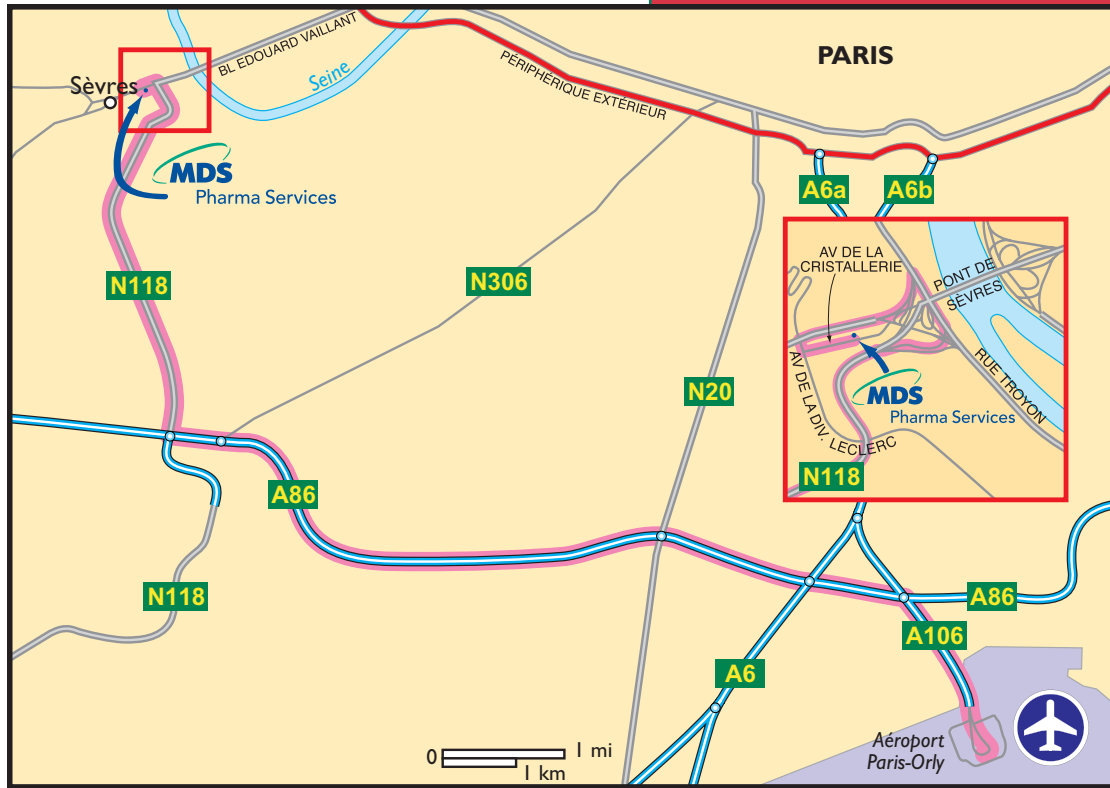 BL EDOUARD VAILLANT
PARIS
Seine
PÉRIPHÉRIQUE EXTÉRIEUR
Sèvres
MDS
Pharma Services
A6a
A6b
N118
N306
AV DE LA
CRISTALLERIE
PONT DE
SÈVRES
RUE TROYON
AV DE LA DIV. LECLERC
MDS
Pharma Services
N118
N20
A86
N118
A86
A106
A6
Aéroport
Paris-Orly
0
1 mi
1 km